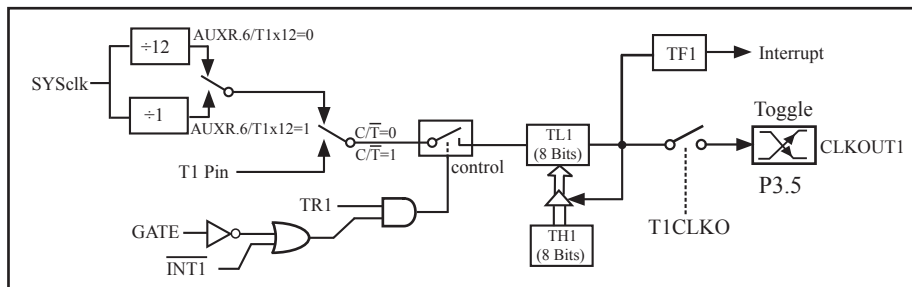 ÷12
AUXR.6/T1x12=0
SYSclk
÷1
AUXR.6/T1x12=1
C/T̅=0
C/T̅=1
T1 Pin
control
TL1
(8 Bits)
TF1
Interrupt
Toggle
CLKOUT1
P3.5
TR1
GATE
I̅N̅T̅1̅
TH1
(8 Bits)
T1CLKO